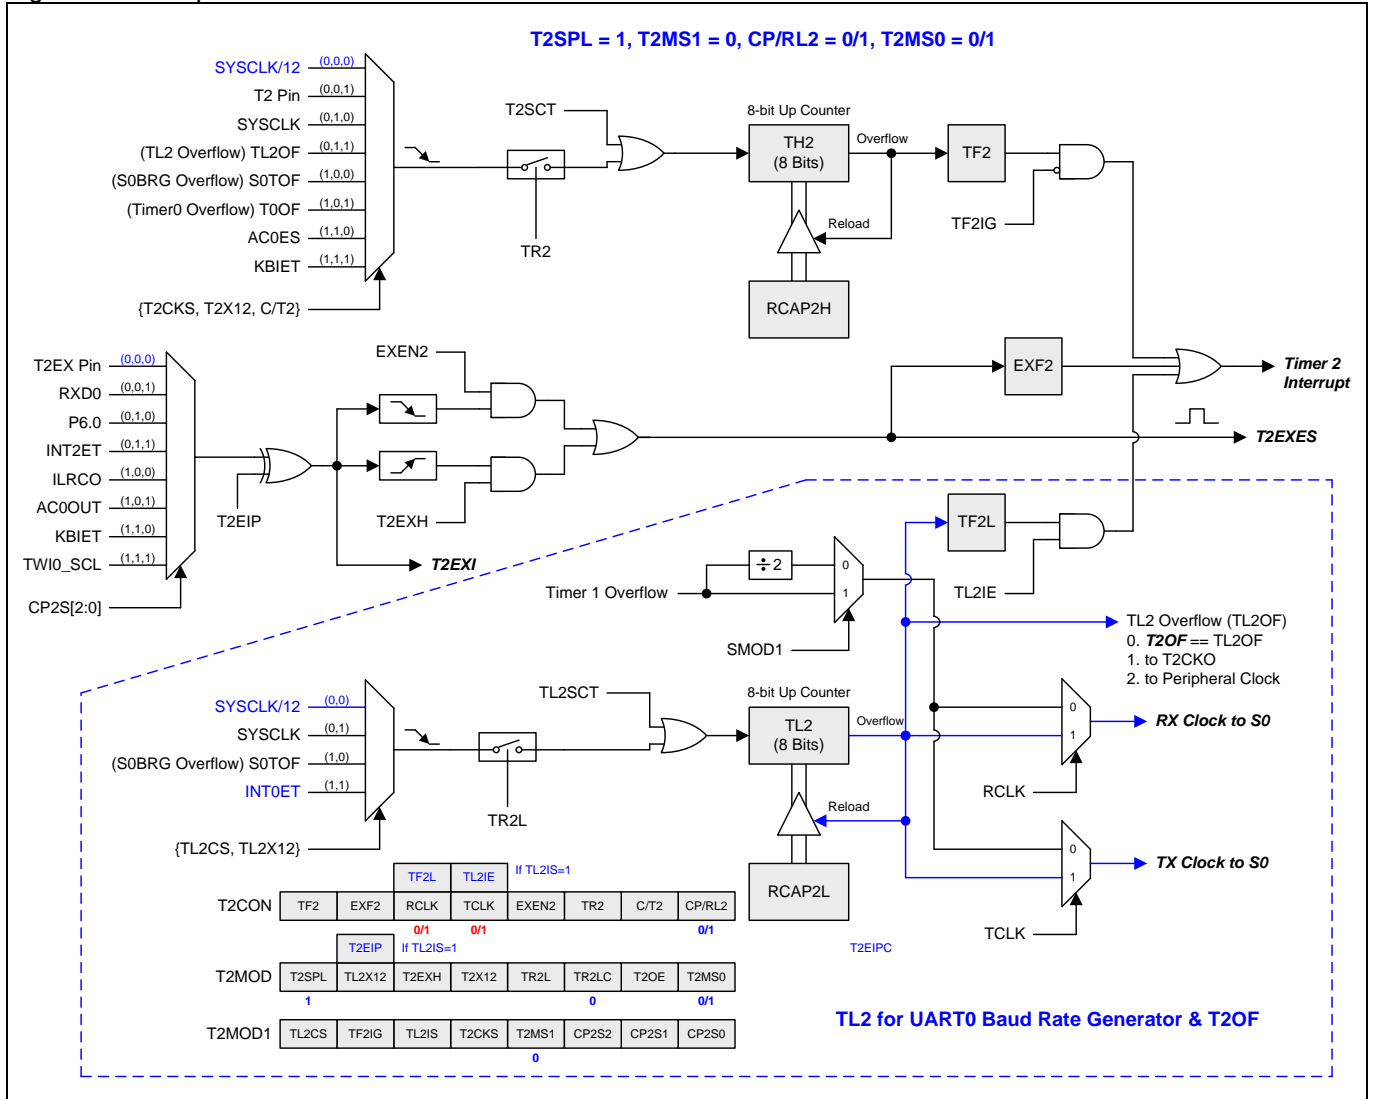 T2SPL = 1, T2MS1 = 0, CP/RL2 = 0/1, T2MS0 = 0/1
SYSCLK/12 (0,0,0)
T2 Pin (0,0,1)
SYSCLK (0,1,0)
(TL2 Overflow) TL2OF (0,1,1)
(S0BRG Overflow) S0TOF (1,0,0)
(Timer0 Overflow) T0OF (1,0,1)
AC0ES (1,1,0)
KBIET (1,1,1)
{T2CKS, T2X12, C/T2}
TR2
T2SCT
8-bit Up Counter
TH2
(8 Bits)
Overflow
Reload
RCAP2H
TF2
TF2IG
T2EX Pin (0,0,0)
RXD0 (0,0,1)
P6.0 (0,1,0)
INT2ET (0,1,1)
ILRCO (1,0,0)
AC0OUT (1,0,1)
KBIET (1,1,0)
TWI0_SCL (1,1,1)
CP2S[2:0]
T2EIP
EXEN2
T2EXH
T2EXI
EXF2
Timer 2
Interrupt
T2EXES
TF2L
TL2IE
Timer 1 Overflow
÷2
0
1
SMOD1
TL2 Overflow (TL2OF)
0. T2OF == TL2OF
1. to T2CKO
2. to Peripheral Clock
SYSCLK/12 (0,0)
SYSCLK (0,1)
(S0BRG Overflow) S0TOF (1,0)
INT0ET (1,1)
{TL2CS, TL2X12}
TR2L
TL2SCT
8-bit Up Counter
TL2
(8 Bits)
Overflow
Reload
RCAP2L
0
1
RX Clock to S0
RCLK
0
1
TX Clock to S0
TCLK
TF2L TL2IE If TL2IS=1
T2CON TF2 EXF2 RCLK TCLK EXEN2 TR2 C/T2 CP/RL2
0/1 0/1 0/1
T2EIP If TL2IS=1 T2EIPC
T2MOD T2SPL TL2X12 T2EXH T2X12 TR2L TR2LC T2OE T2MS0
1 0 0/1
T2MOD1 TL2CS TF2IG TL2IS T2CKS T2MS1 CP2S2 CP2S1 CP2S0
0
TL2 for UART0 Baud Rate Generator & T2OF